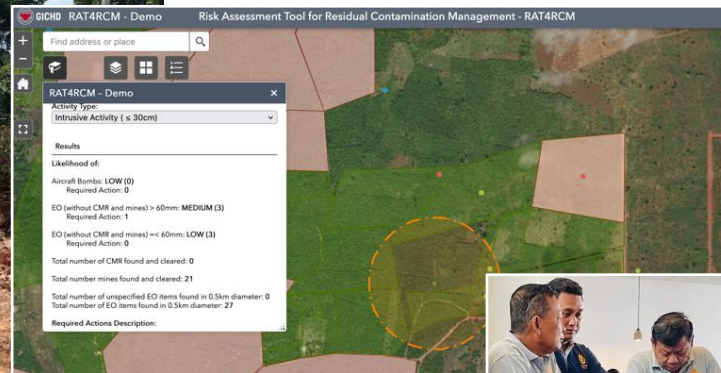 GICHD RAT4RCM - Demo Risk Assessment Tool for Residual Contamination Management - RAT4RCM
+
Find address or place
−
RAT4RCM - Demo ×
Activity Type:
Intrusive Activity ( ≤ 30cm)
Results
Likelihood of:
Aircraft Bombs: LOW (0)
Required Action: 0
EO (without CMR and mines) > 60mm: MEDIUM (3)
Required Action: 1
EO (without CMR and mines) =< 60mm: LOW (3)
Required Action: 0
Total number of CMR found and cleared: 0
Total number mines found and cleared: 21
Total number of unspecified EO items found in 0.5km diameter: 0
Total number of EO items found in 0.5km diameter: 27
Required Actions Description: